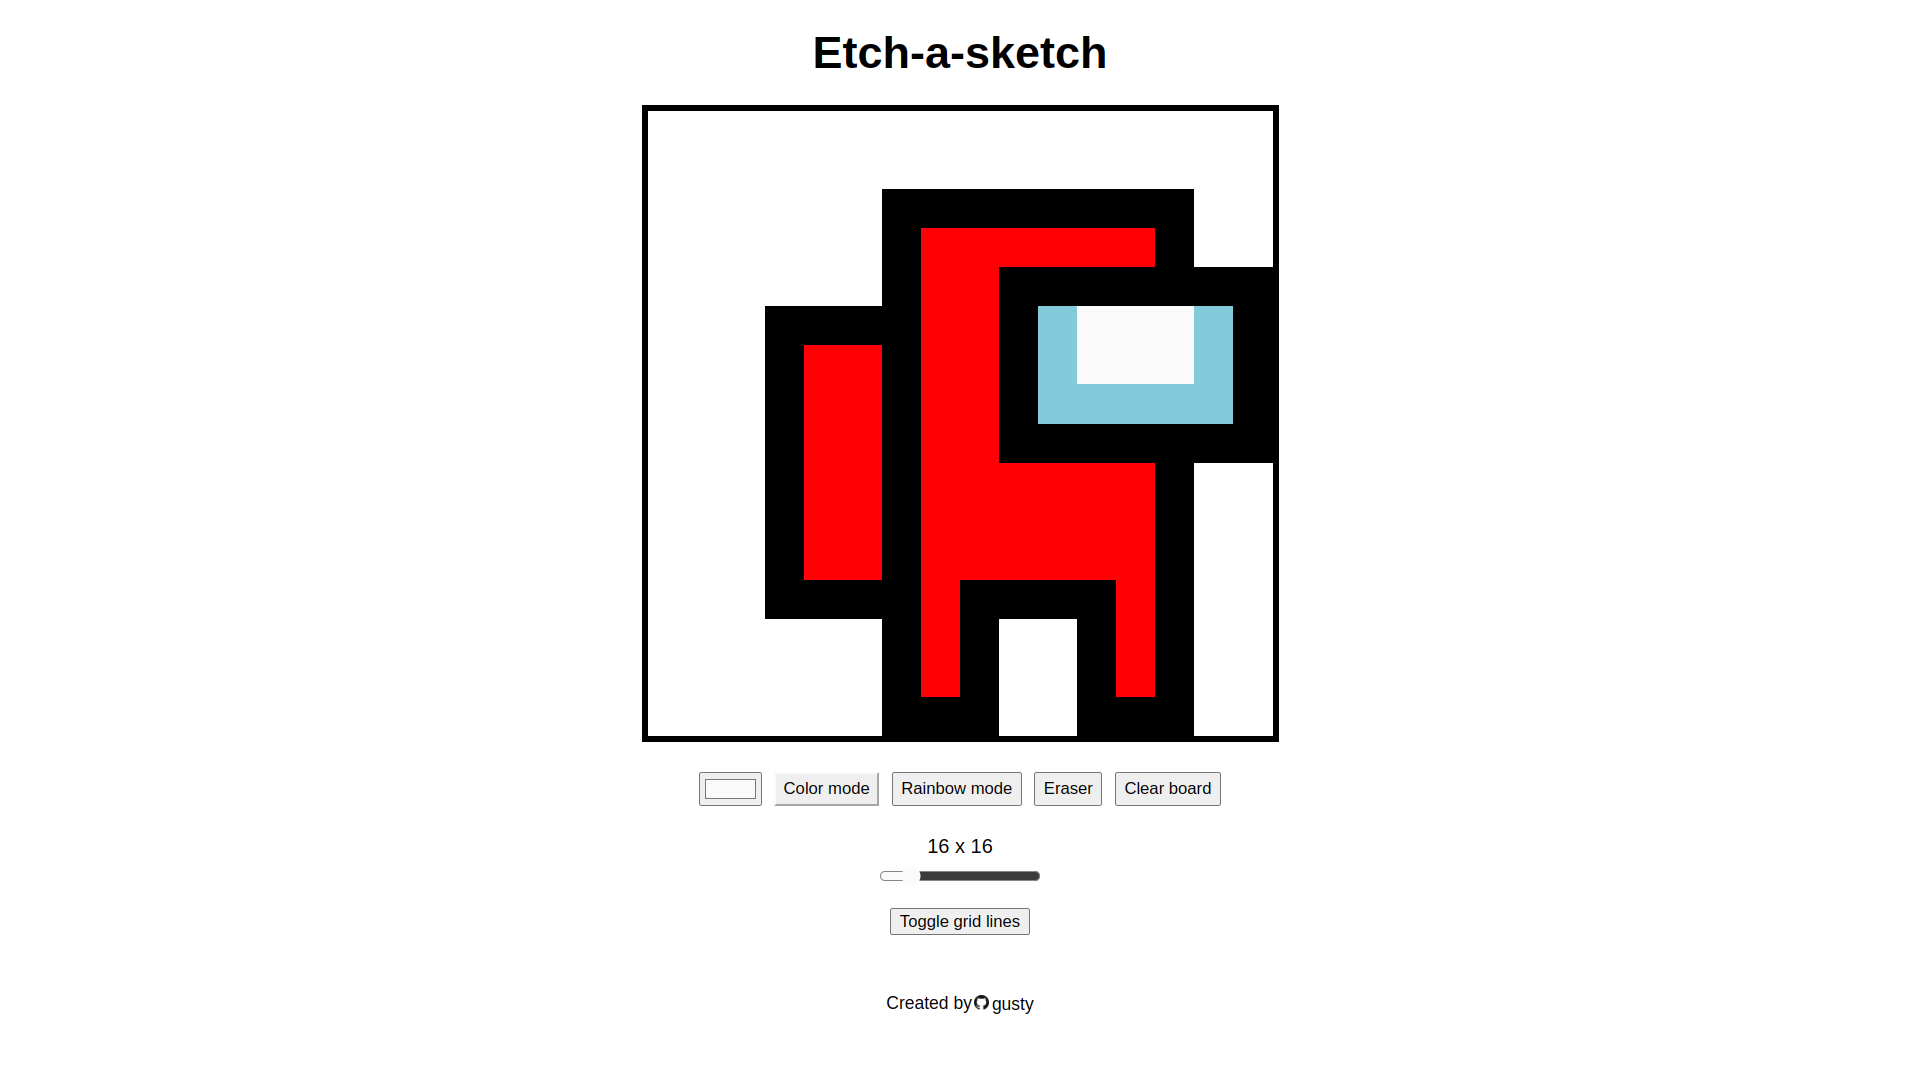 Etch-a-sketch
Color mode Rainbow mode Eraser Clear board
16 x 16
Toggle grid lines
Created by gusty